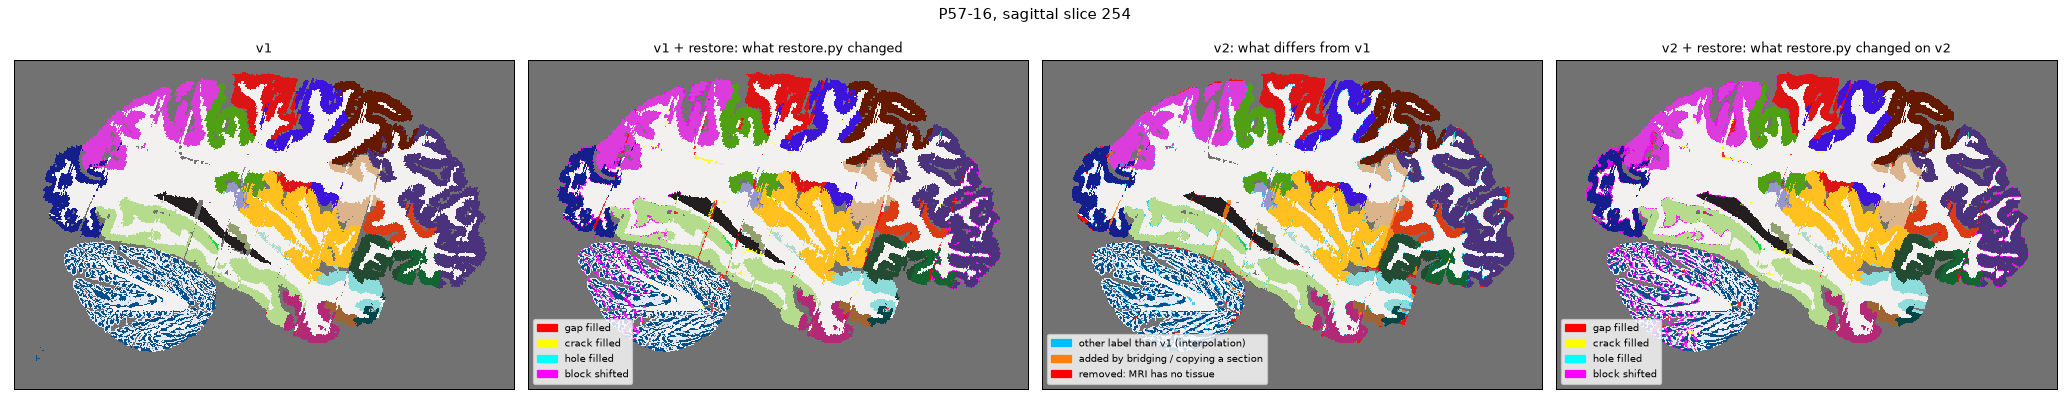 P57-16, sagittal slice 254
v1
v1 + restore: what restore.py changed
v2: what differs from v1
v2 + restore: what restore.py changed on v2
gap filled
crack filled
hole filled
block shifted
other label than v1 (interpolation)
added by bridging / copying a section
removed: MRI has no tissue
gap filled
crack filled
hole filled
block shifted